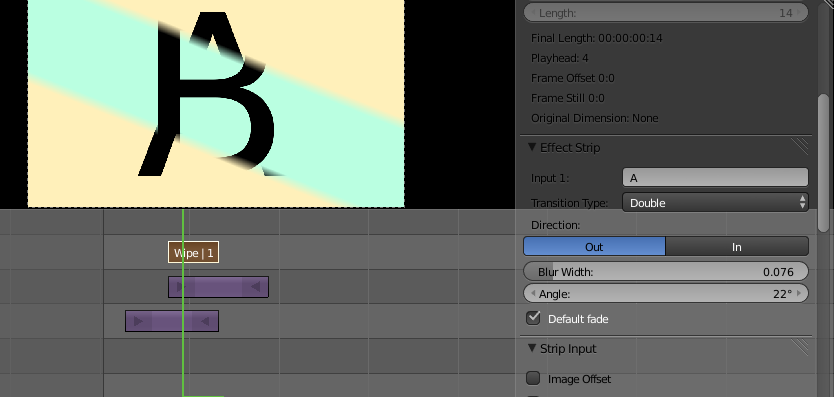 A
B
Wipe | 1
Length: 14
Final Length: 00:00:00:14
Playhead: 4
Frame Offset 0:0
Frame Still 0:0
Original Dimension: None
Effect Strip
Input 1: A
Transition Type: Double
Direction:
Out In
Blur Width: 0.076
Angle: 22°
Default fade
Strip Input
Image Offset